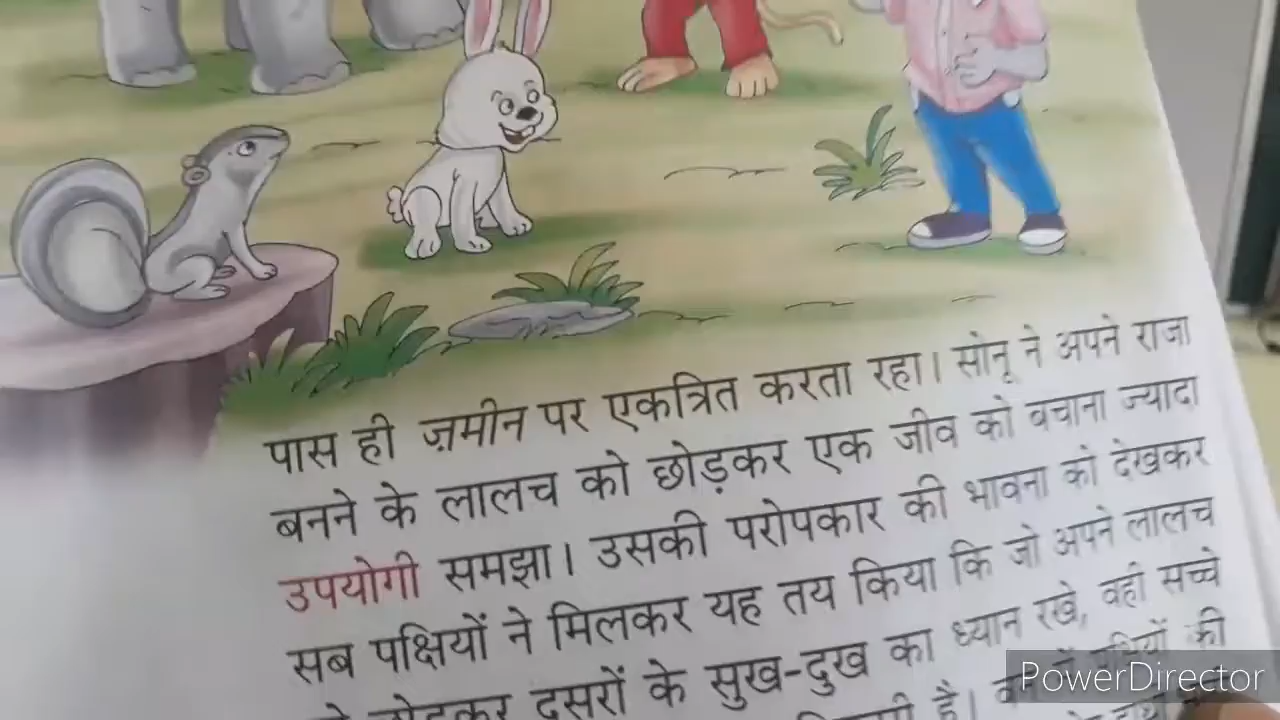 पास ही ज़मीन पर एकत्रित करता रहा। सोनू ने अपने राजा
बनने के लालच को छोड़कर एक जीव को बचाना ज्यादा
उपयोगी समझा। उसकी परोपकार की भावना को देखकर
सब पक्षियों ने मिलकर यह तय किया कि जो अपने लालच
दूसरों के सुख-दुख का ध्यान रखे, वही सच्चे
हैं। पक्षियों की
PowerDirector